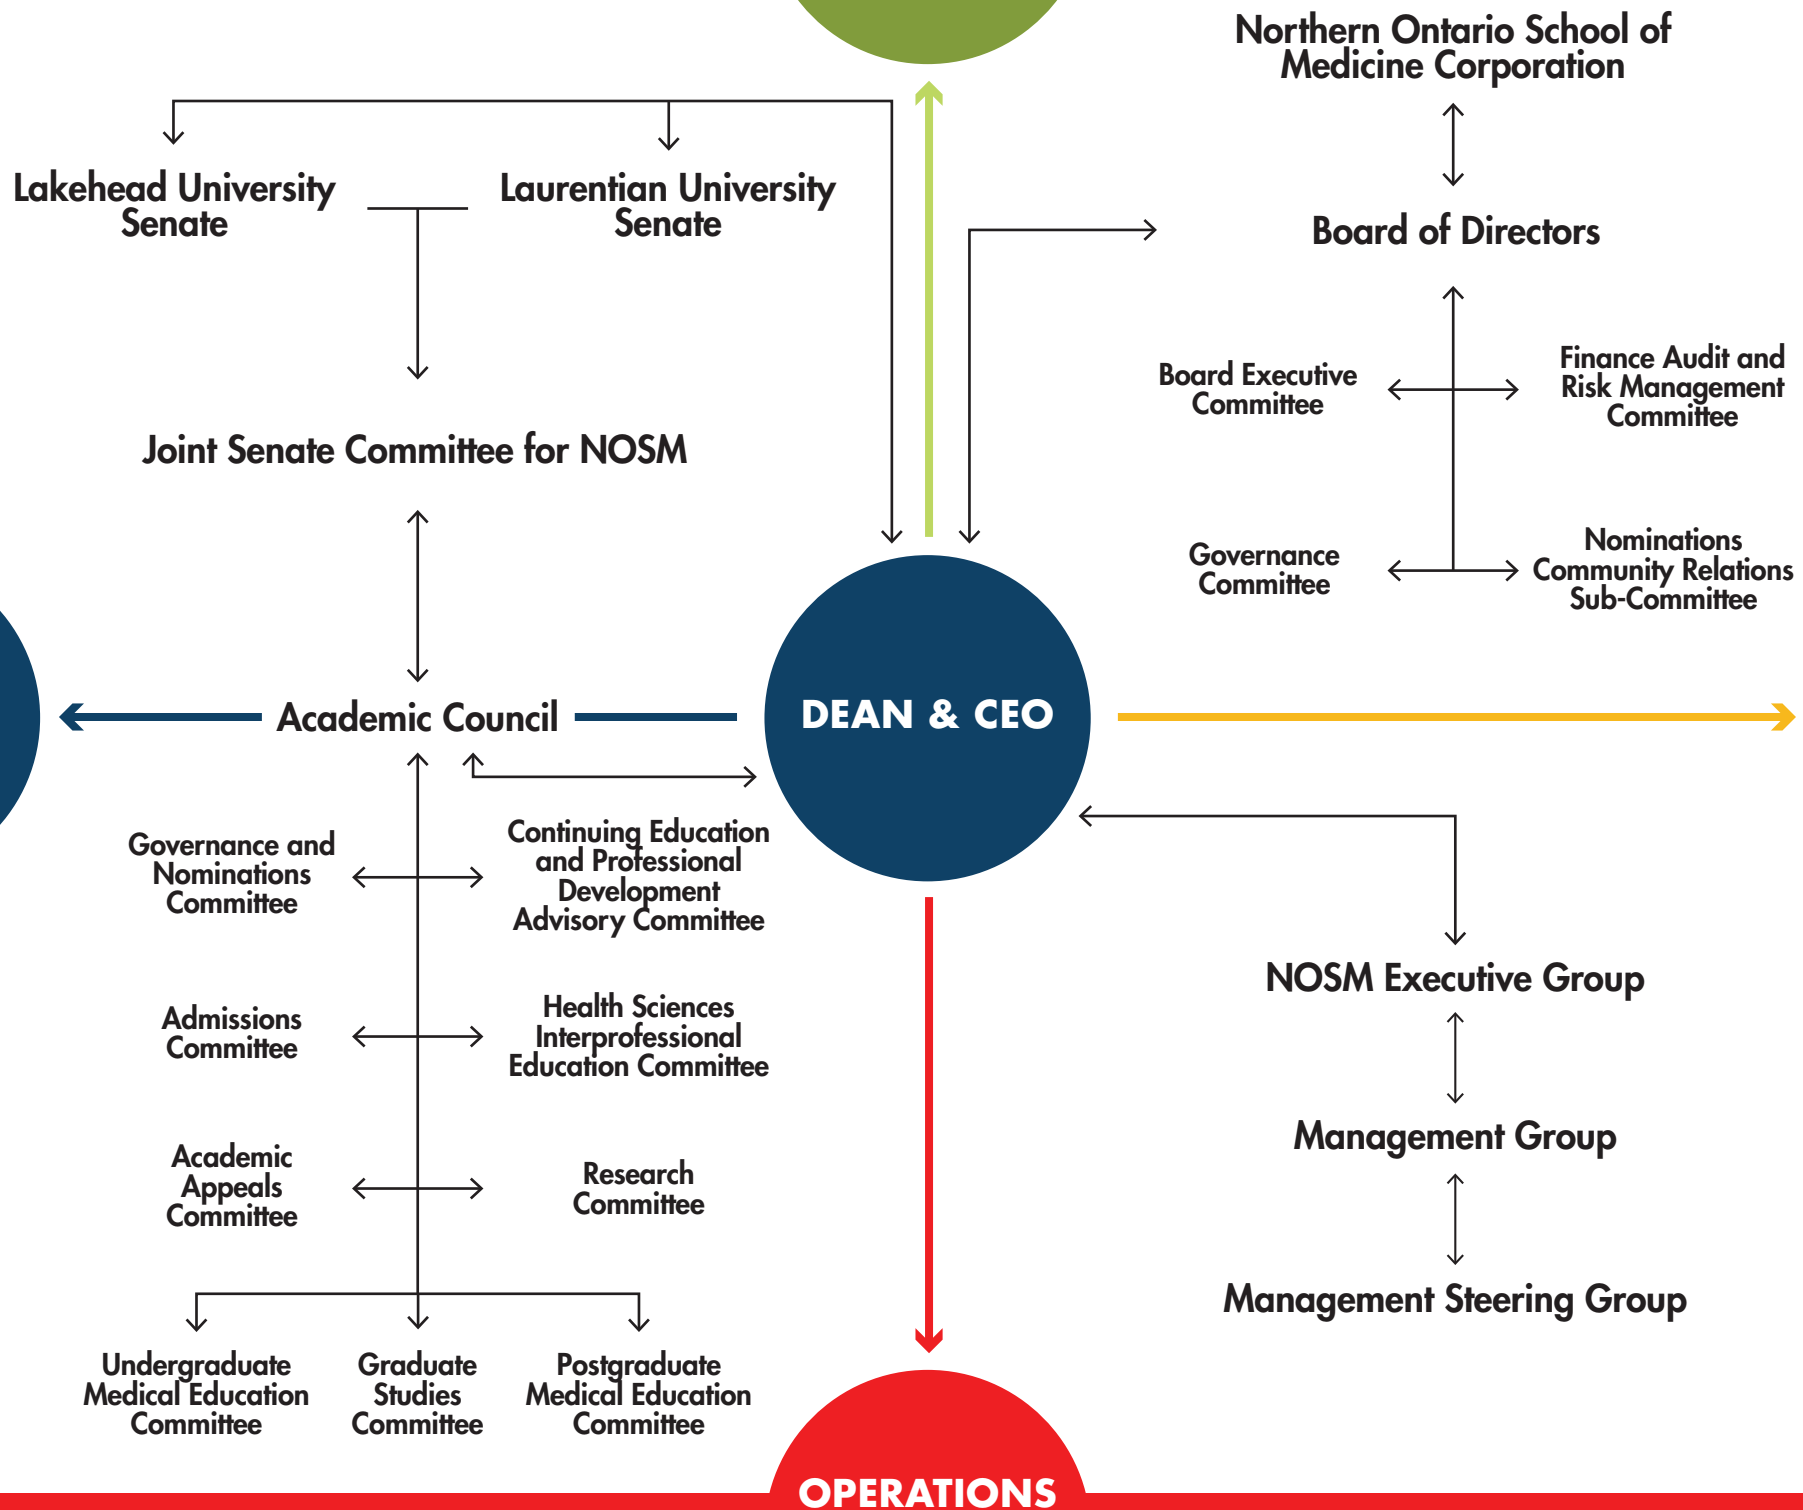 Northern Ontario School of
Medicine Corporation
Lakehead University
Senate
Laurentian University
Senate
Board of Directors
Board Executive
Committee
Finance Audit and
Risk Management
Committee
Joint Senate Committee for NOSM
Governance
Committee
Nominations
Community Relations
Sub-Committee
Academic Council
DEAN & CEO
Governance and
Nominations
Committee
Continuing Education
and Professional
Development
Advisory Committee
Admissions
Committee
Health Sciences
Interprofessional
Education Committee
Academic
Appeals
Committee
Research
Committee
Undergraduate
Medical Education
Committee
Graduate
Studies
Committee
Postgraduate
Medical Education
Committee
NOSM Executive Group
Management Group
Management Steering Group
OPERATIONS